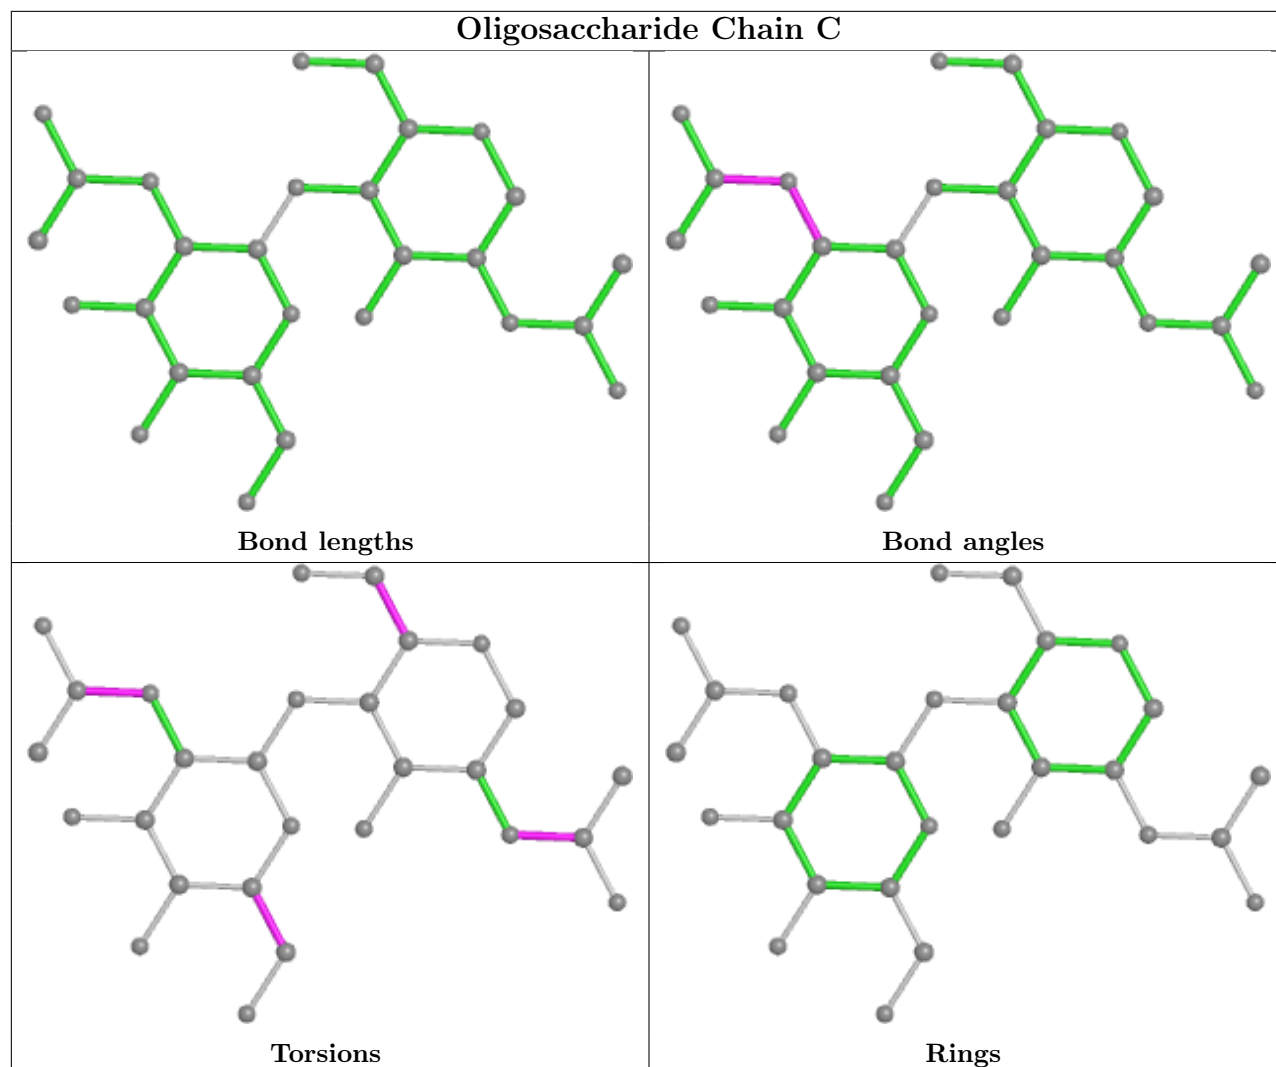 Oligosaccharide Chain C
Bond lengths
Bond angles
Torsions
Rings